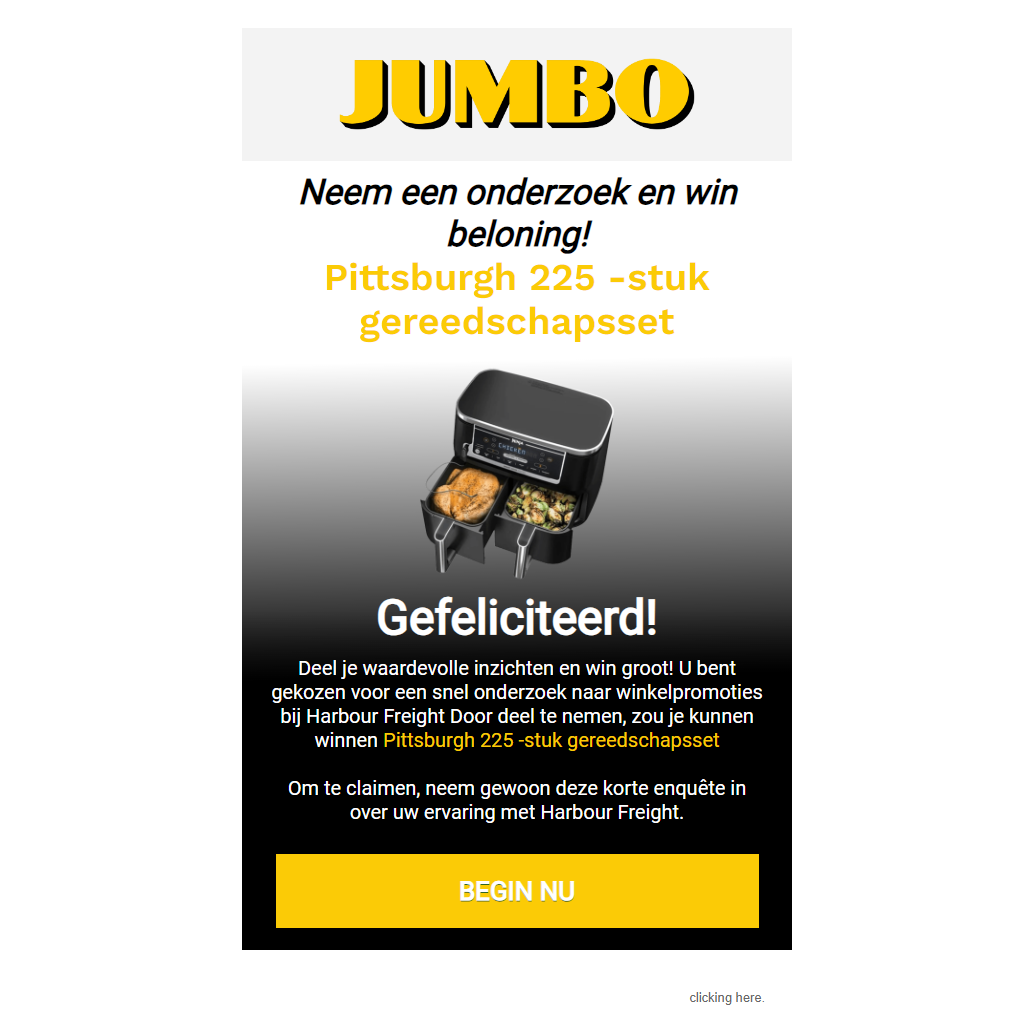 JUMBO
Neem een onderzoek en win
beloning!
Pittsburgh 225 -stuk
gereedschapsset
CHICKEN
Gefeliciteerd!
Deel je waardevolle inzichten en win groot! U bent
gekozen voor een snel onderzoek naar winkelpromoties
bij Harbour Freight Door deel te nemen, zou je kunnen
winnen Pittsburgh 225 -stuk gereedschapsset
Om te claimen, neem gewoon deze korte enquête in
over uw ervaring met Harbour Freight.
BEGIN NU
clicking here.